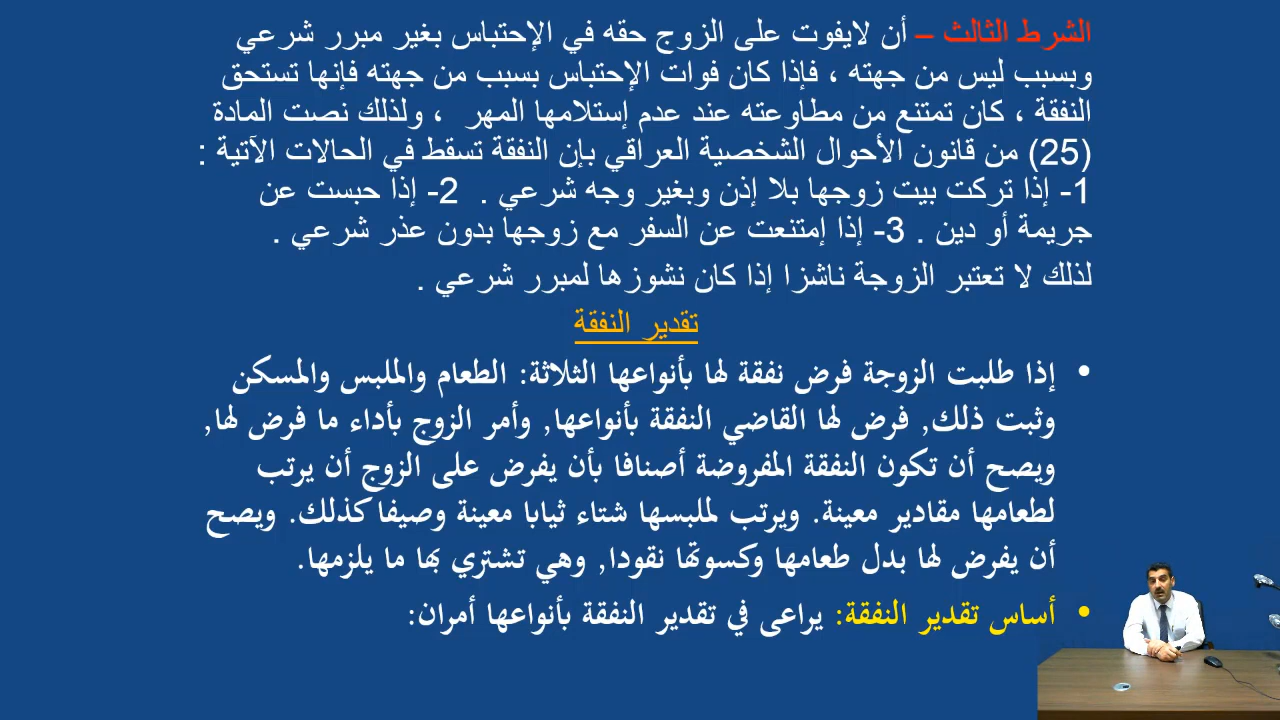 الشرط الثالث – أن لايفوت على الزوج حقه في الإحتباس بغير مبرر شرعي
وبسبب ليس من جهته ، فإذا كان فوات الإحتباس بسبب من جهته فإنها تستحق
النفقة ، كان تمتنع من مطاوعته عند عدم إستلامها المهر ، ولذلك نصت المادة
(25) من قانون الأحوال الشخصية العراقي بإن النفقة تسقط في الحالات الآتية :
1- إذا تركت بيت زوجها بلا إذن وبغير وجه شرعي . 2- إذا حبست عن
جريمة أو دين . 3- إذا إمتنعت عن السفر مع زوجها بدون عذر شرعي .
لذلك لا تعتبر الزوجة ناشزا إذا كان نشوزها لمبرر شرعي .
تقدير النفقة
• إذا طلبت الزوجة فرض نفقة لها بأنواعها الثلاثة: الطعام والملبس والمسكن
وثبت ذلك, فرض لها القاضي النفقة بأنواعها, وأمر الزوج بأداء ما فرض لها,
ويصح أن تكون النفقة المفروضة أصنافا بأن يفرض على الزوج أن يرتب
لطعامها مقادير معينة. ويرتب لملبسها شتاء ثيابا معينة وصيفا كذلك. ويصح
أن يفرض لها بدل طعامها وكسوتها نقودا, وهي تشتري بها ما يلزمها.
• أساس تقدير النفقة: يراعى في تقدير النفقة بأنواعها أمران: